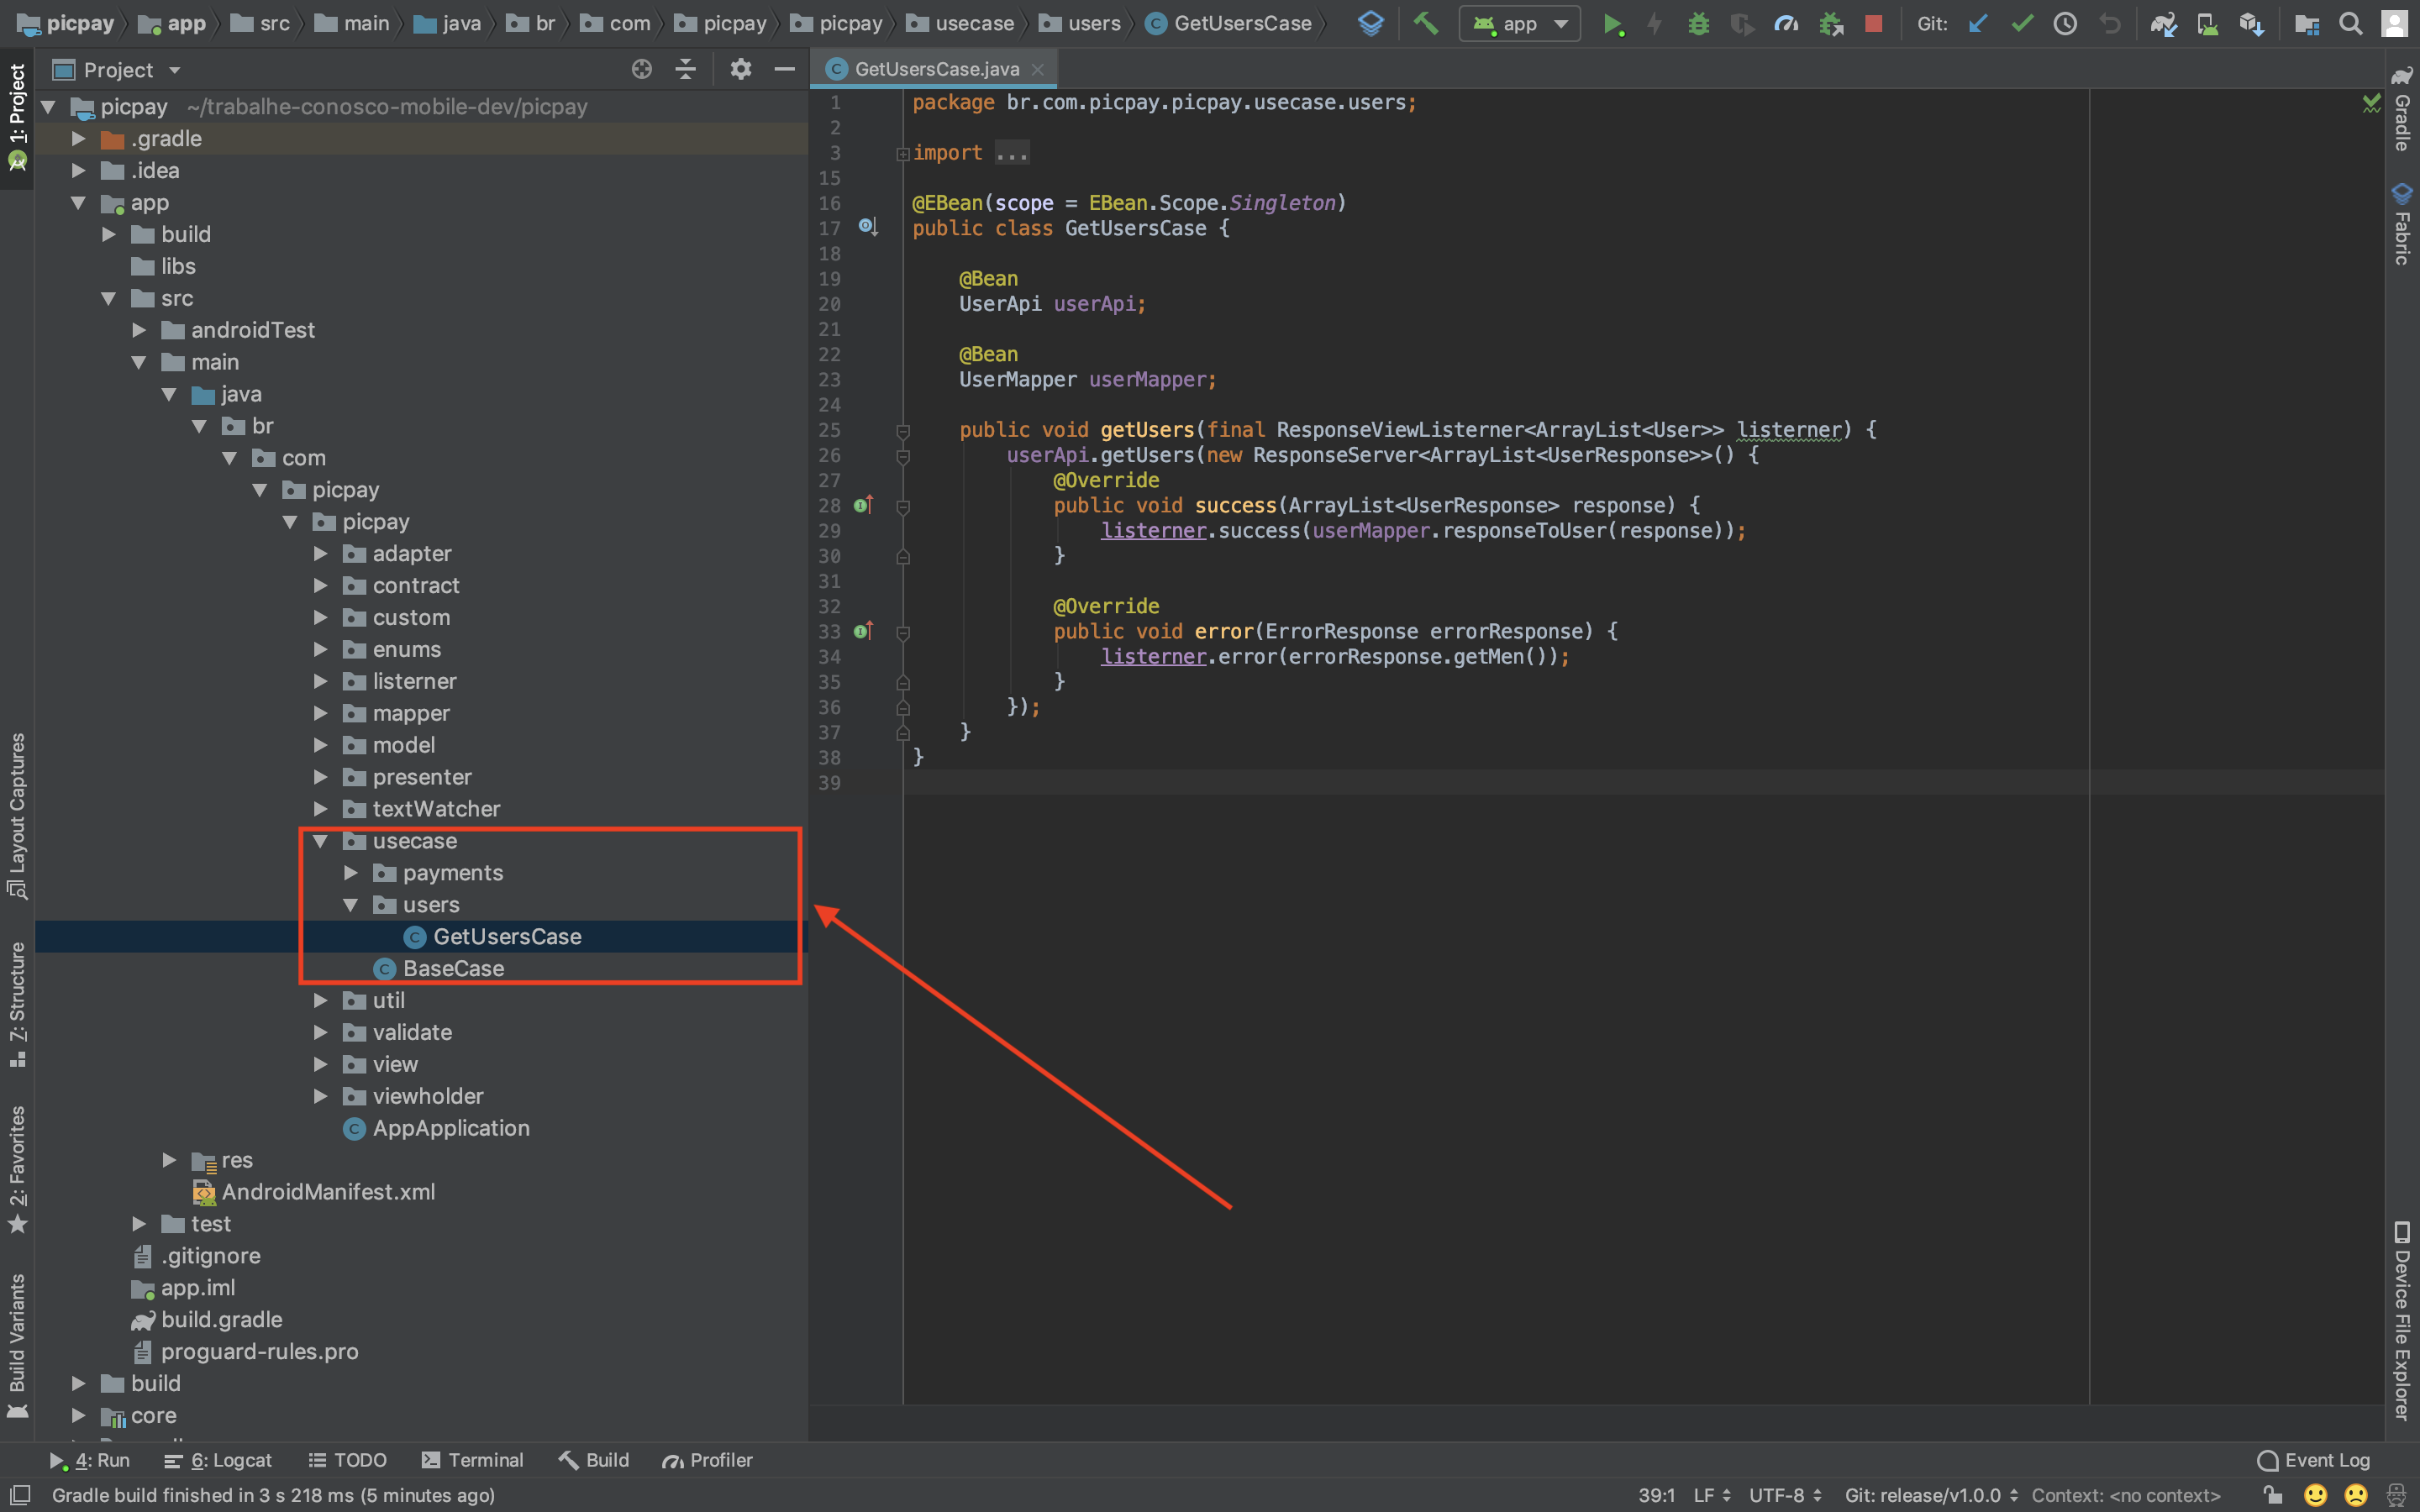 picpay app src main java br com picpay picpay usecase users GetUsersCase app Git:
Project
GetUsersCase.java
1: Project
Layout Captures
7: Structure
2: Favorites
Build Variants
picpay ~/trabalhe-conosco-mobile-dev/picpay
.gradle
.idea
app
build
libs
src
androidTest
main
java
br
com
picpay
picpay
adapter
contract
custom
enums
listerner
mapper
model
presenter
textWatcher
usecase
payments
users
GetUsersCase
BaseCase
util
validate
view
viewholder
AppApplication
res
AndroidManifest.xml
test
.gitignore
app.iml
build.gradle
proguard-rules.pro
build
core
1 package br.com.picpay.picpay.usecase.users;
2
3 import ...
15
16 @EBean(scope = EBean.Scope.Singleton)
17 public class GetUsersCase {
18
19 @Bean
20 UserApi userApi;
21
22 @Bean
23 UserMapper userMapper;
24
25 public void getUsers(final ResponseViewListerner<ArrayList<User>> listerner) {
26 userApi.getUsers(new ResponseServer<ArrayList<UserResponse>>() {
27 @Override
28 public void success(ArrayList<UserResponse> response) {
29 listerner.success(userMapper.responseToUser(response));
30 }
31
32 @Override
33 public void error(ErrorResponse errorResponse) {
34 listerner.error(errorResponse.getMen());
35 }
36 });
37 }
38 }
39
Gradle
Fabric
Device File Explorer
4: Run 6: Logcat TODO Terminal Build Profiler Event Log
Gradle build finished in 3 s 218 ms (5 minutes ago) 39:1 LF UTF-8 Git: release/v1.0.0 Context: <no context>